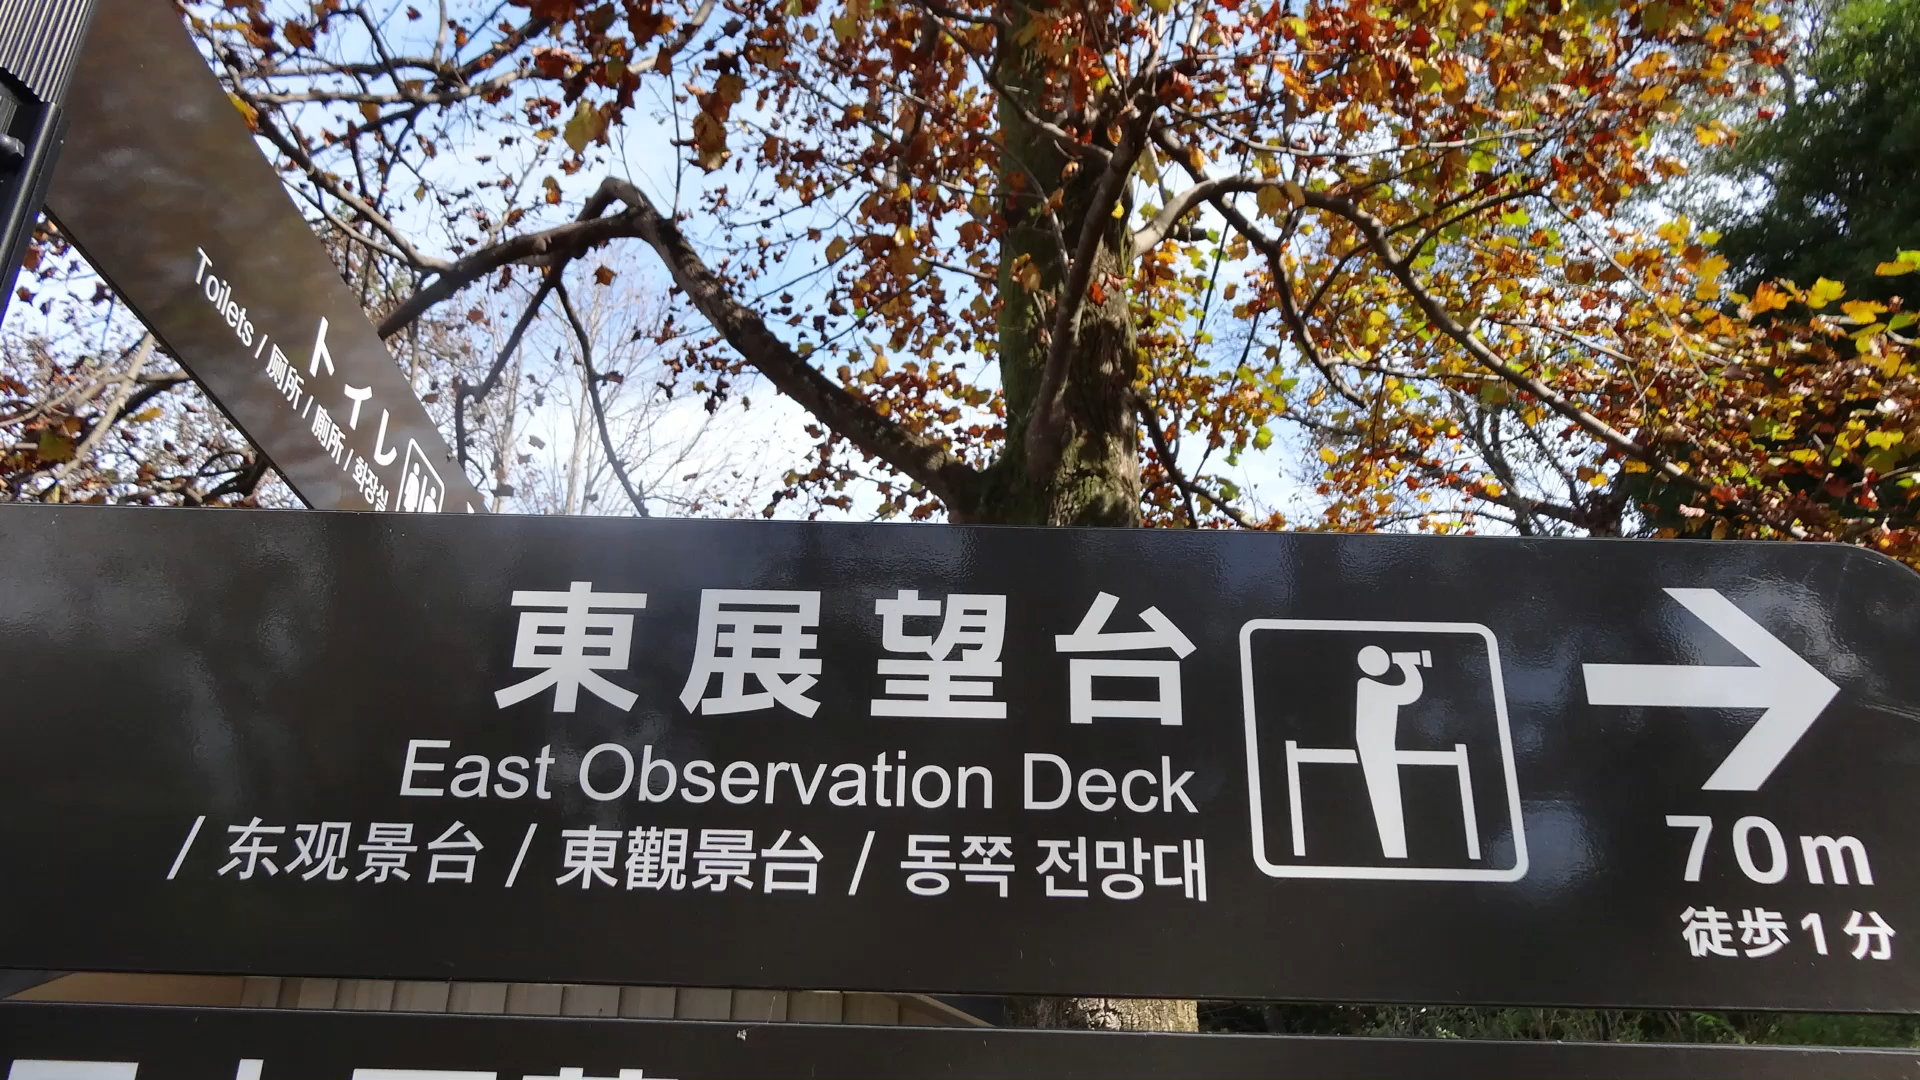 トイレ
Toilets / 厕所 / 廁所 / 화장실
東展望台
East Observation Deck
/ 东观景台 / 東觀景台 / 동쪽 전망대
70m
徒歩1分